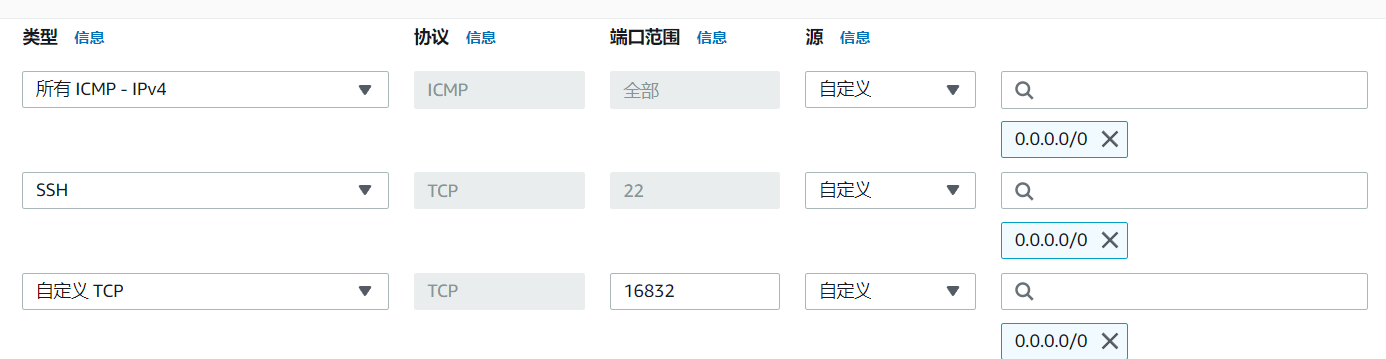 类型 信息 协议 信息 端口范围 信息 源 信息
所有 ICMP - IPv4 ICMP 全部 自定义
0.0.0.0/0
SSH TCP 22 自定义
0.0.0.0/0
自定义 TCP TCP 16832 自定义
0.0.0.0/0